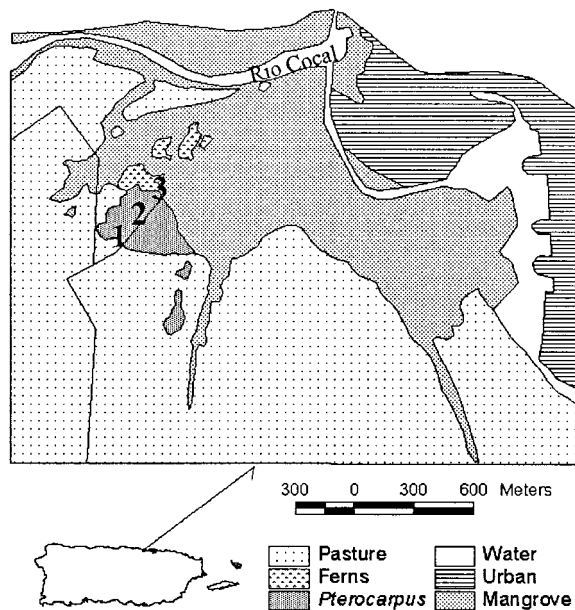 Rio Cocal
3
2
1
300 0 300 600 Meters
Pasture Water
Ferns Urban
Pterocarpus Mangrove